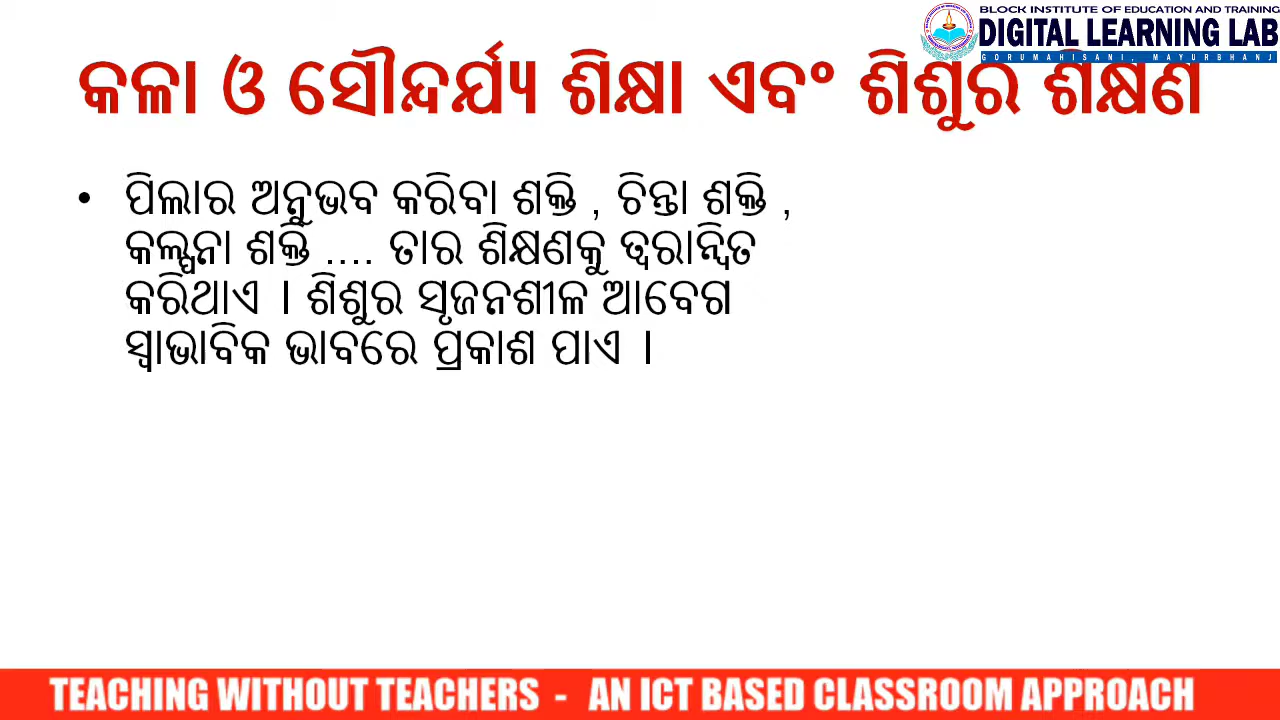 BLOCK INSTITUTE OF EDUCATION AND TRAINING
DIGITAL LEARNING LAB
GORUMAHISANI, MAYURBHANJ
କଳା ଓ ସୌନ୍ଦର୍ଯ୍ୟ ଶିକ୍ଷା ଏବଂ ଶିଶୁର ଶିକ୍ଷଣ
• ପିଲାର ଅନୁଭବ କରିବା ଶକ୍ତି , ଚିନ୍ତା ଶକ୍ତି ,
କଳ୍ପନା ଶକ୍ତି .... ତାର ଶିକ୍ଷଣକୁ ତ୍ୱରାନ୍ୱିତ
କରିଥାଏ । ଶିଶୁର ସୃଜନଶୀଳ ଆବେଗ
ସ୍ୱାଭାବିକ ଭାବରେ ପ୍ରକାଶ ପାଏ ।
TEACHING WITHOUT TEACHERS - AN ICT BASED CLASSROOM APPROACH